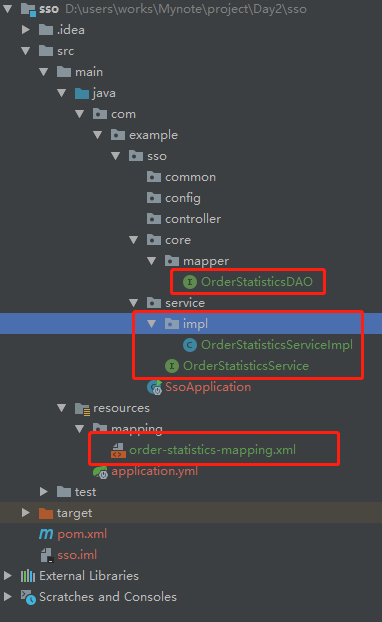 sso D:\users\works\Mynote\project\Day2\sso
.idea
src
main
java
com
example
sso
common
config
controller
core
mapper
I OrderStatisticsDAO
service
impl
C OrderStatisticsServiceImpl
I OrderStatisticsService
SsoApplication
resources
mapping
order-statistics-mapping.xml
application.yml
test
target
m pom.xml
sso.iml
External Libraries
Scratches and Consoles